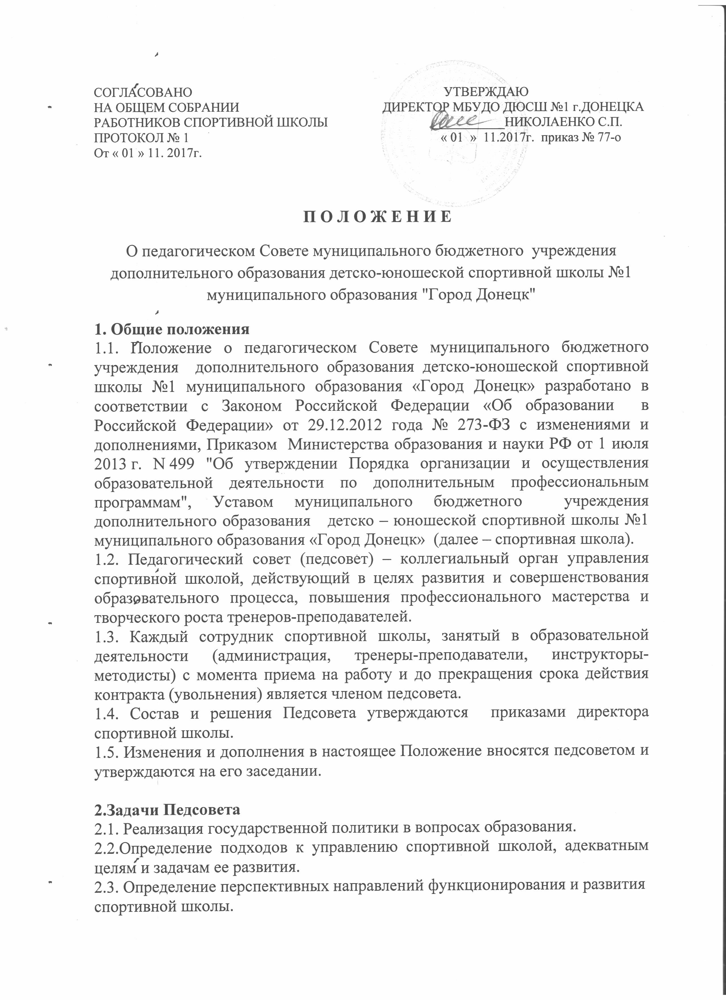 СОГЛАСОВАНО
НА ОБЩЕМ СОБРАНИИ
РАБОТНИКОВ СПОРТИВНОЙ ШКОЛЫ
ПРОТОКОЛ № 1
От « 01 » 11. 2017г.
УТВЕРЖДАЮ
ДИРЕКТОР МБУДО ДЮСШ №1 г.ДОНЕЦКА
НИКОЛАЕНКО С.П.
« 01 » 11.2017г. приказ № 77-о
П О Л О Ж Е Н И Е
О педагогическом Совете муниципального бюджетного учреждения
дополнительного образования детско-юношеской спортивной школы №1
муниципального образования "Город Донецк"
1. Общие положения
1.1. Положение о педагогическом Совете муниципального бюджетного
учреждения дополнительного образования детско-юношеской спортивной
школы №1 муниципального образования «Город Донецк» разработано в
соответствии с Законом Российской Федерации «Об образовании в
Российской Федерации» от 29.12.2012 года № 273-ФЗ с изменениями и
дополнениями, Приказом Министерства образования и науки РФ от 1 июля
2013 г. N 499 "Об утверждении Порядка организации и осуществления
образовательной деятельности по дополнительным профессиональным
программам", Уставом муниципального бюджетного учреждения
дополнительного образования детско – юношеской спортивной школы №1
муниципального образования «Город Донецк» (далее – спортивная школа).
1.2. Педагогический совет (педсовет) – коллегиальный орган управления
спортивной школой, действующий в целях развития и совершенствования
образовательного процесса, повышения профессионального мастерства и
творческого роста тренеров-преподавателей.
1.3. Каждый сотрудник спортивной школы, занятый в образовательной
деятельности (администрация, тренеры-преподаватели, инструкторы-
методисты) с момента приема на работу и до прекращения срока действия
контракта (увольнения) является членом педсовета.
1.4. Состав и решения Педсовета утверждаются приказами директора
спортивной школы.
1.5. Изменения и дополнения в настоящее Положение вносятся педсоветом и
утверждаются на его заседании.
2.Задачи Педсовета
2.1. Реализация государственной политики в вопросах образования.
2.2.Определение подходов к управлению спортивной школой, адекватным
целям и задачам ее развития.
2.3. Определение перспективных направлений функционирования и развития
спортивной школы.